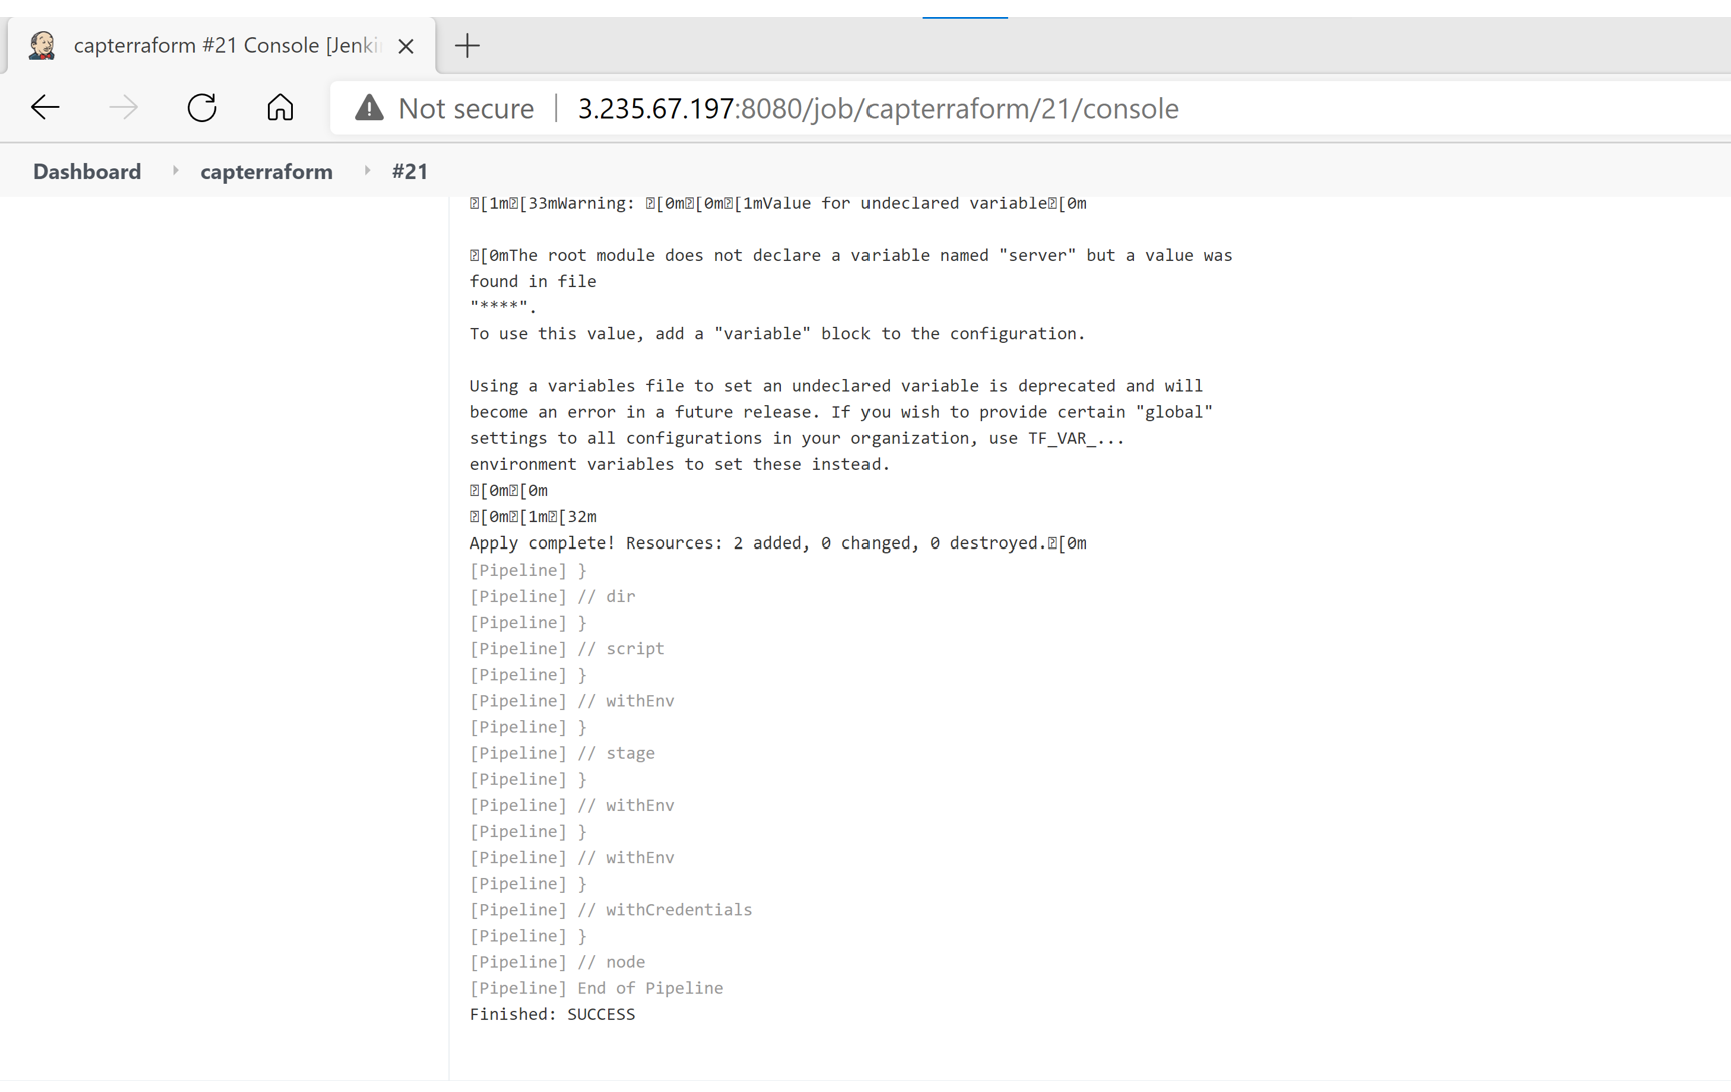 capterraform #21 Console [Jenki
Not secure | 3.235.67.197:8080/job/capterraform/21/console
Dashboard capterraform #21
[1m[33mWarning: [0m[0m[1mValue for undeclared variable[0m
[0mThe root module does not declare a variable named "server" but a value was
found in file
"****".
To use this value, add a "variable" block to the configuration.
Using a variables file to set an undeclared variable is deprecated and will
become an error in a future release. If you wish to provide certain "global"
settings to all configurations in your organization, use TF_VAR_...
environment variables to set these instead.
[0m[0m
[0m[1m[32m
Apply complete! Resources: 2 added, 0 changed, 0 destroyed.[0m
[Pipeline] }
[Pipeline] // dir
[Pipeline] }
[Pipeline] // script
[Pipeline] }
[Pipeline] // withEnv
[Pipeline] }
[Pipeline] // stage
[Pipeline] }
[Pipeline] // withEnv
[Pipeline] }
[Pipeline] // withEnv
[Pipeline] }
[Pipeline] // withCredentials
[Pipeline] }
[Pipeline] // node
[Pipeline] End of Pipeline
Finished: SUCCESS